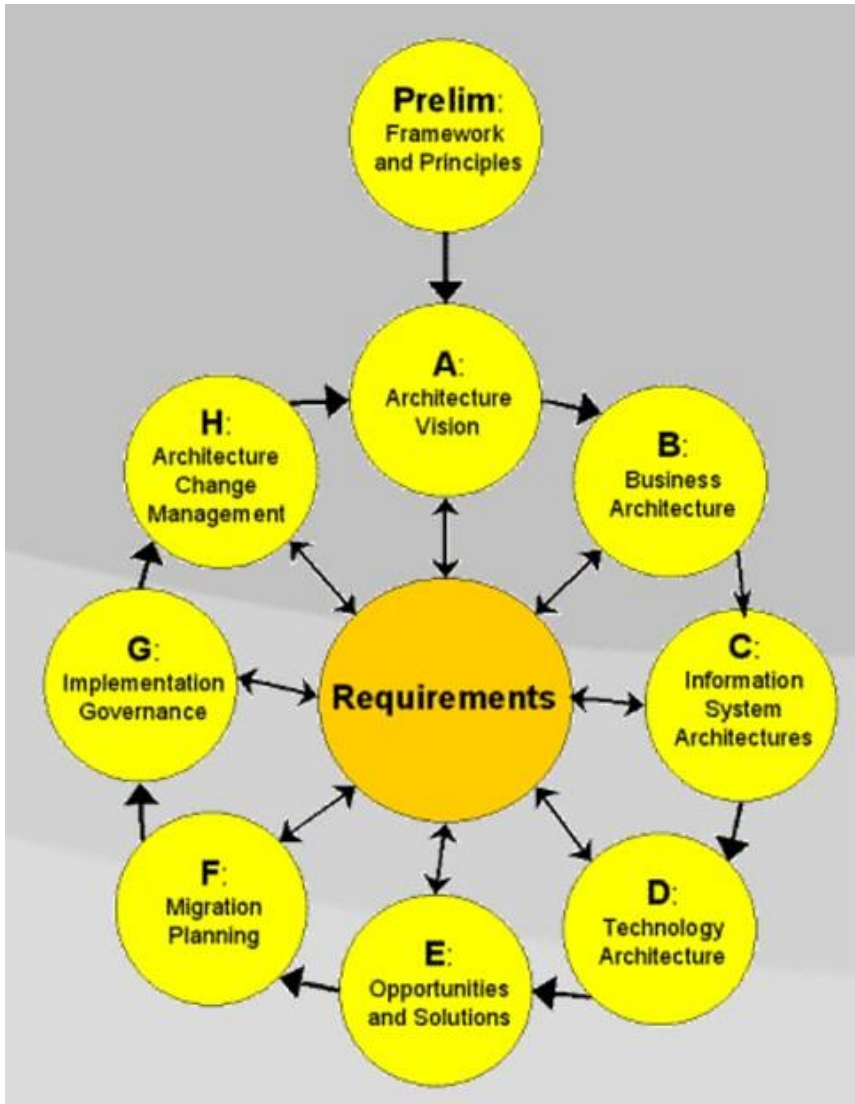 Prelim:
Framework
and Principles
A:
Architecture
Vision
B:
Business
Architecture
H:
Architecture
Change
Management
C:
Information
System
Architectures
G:
Implementation
Governance
Requirements
D:
Technology
Architecture
F:
Migration
Planning
E:
Opportunities
and Solutions